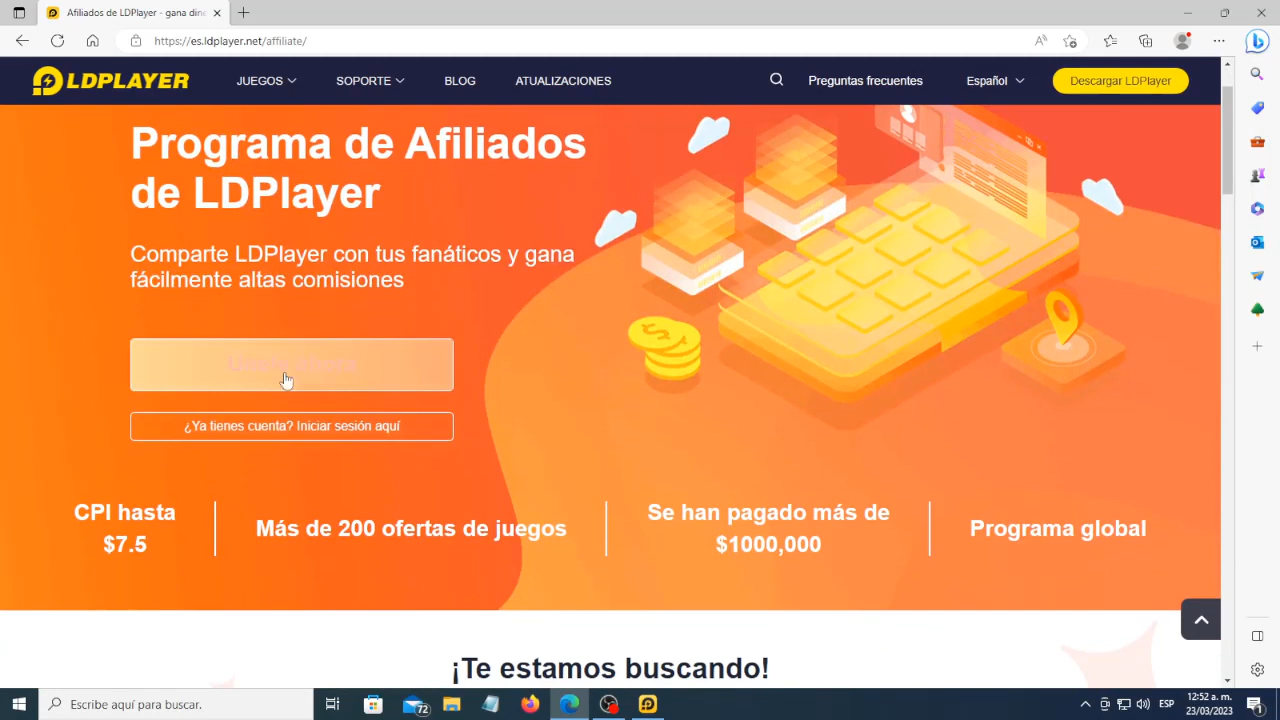 Afiliados de LDPlayer - gana dine
https://es.ldplayer.net/affiliate/
LDPLAYER
JUEGOS
SOPORTE
BLOG
ATUALIZACIONES
Preguntas frecuentes
Español
Descargar LDPlayer
Programa de Afiliados
de LDPlayer
Comparte LDPlayer con tus fanáticos y gana
fácilmente altas comisiones
¿Ya tienes cuenta? Iniciar sesión aquí
CPI hasta
$7.5
Más de 200 ofertas de juegos
Se han pagado más de
$1000,000
Programa global
¡Te estamos buscando!
Escribe aquí para buscar.
72
ESP
12:52 a. m.
23/03/2023
1